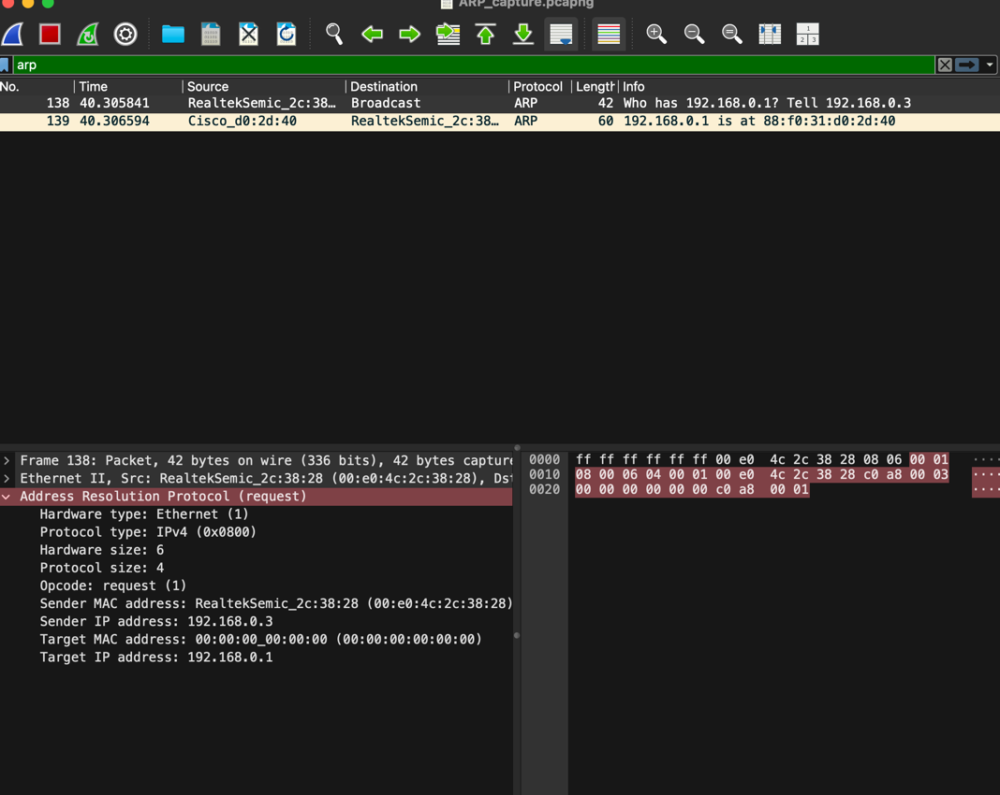 ARP_capture.pcapng
arp
No. Time Source Destination Protocol Length Info
138 40.305841 RealtekSemic_2c:38… Broadcast ARP 42 Who has 192.168.0.1? Tell 192.168.0.3
139 40.306594 Cisco_d0:2d:40 RealtekSemic_2c:38… ARP 60 192.168.0.1 is at 88:f0:31:d0:2d:40
Frame 138: Packet, 42 bytes on wire (336 bits), 42 bytes capture
Ethernet II, Src: RealtekSemic_2c:38:28 (00:e0:4c:2c:38:28), Dst
Address Resolution Protocol (request)
Hardware type: Ethernet (1)
Protocol type: IPv4 (0x0800)
Hardware size: 6
Protocol size: 4
Opcode: request (1)
Sender MAC address: RealtekSemic_2c:38:28 (00:e0:4c:2c:38:28)
Sender IP address: 192.168.0.3
Target MAC address: 00:00:00_00:00:00 (00:00:00:00:00:00)
Target IP address: 192.168.0.1
0000 ff ff ff ff ff ff 00 e0 4c 2c 38 28 08 06 00 01 ····
0010 08 00 06 04 00 01 00 e0 4c 2c 38 28 c0 a8 00 03 ····
0020 00 00 00 00 00 00 c0 a8 00 01 ····